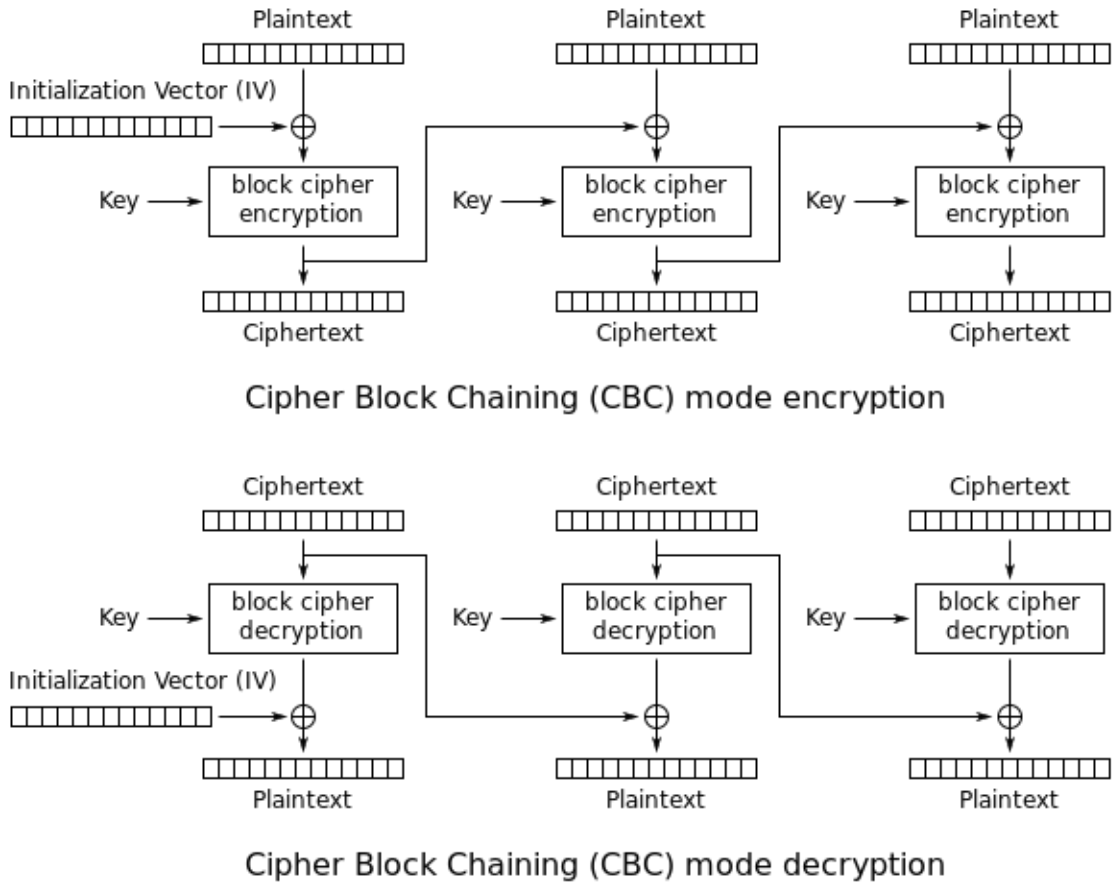 Plaintext Plaintext Plaintext
Initialization Vector (IV)
Key block cipher encryption Key block cipher encryption Key block cipher encryption
Ciphertext Ciphertext Ciphertext
Cipher Block Chaining (CBC) mode encryption
Ciphertext Ciphertext Ciphertext
Key block cipher decryption Key block cipher decryption Key block cipher decryption
Initialization Vector (IV)
Plaintext Plaintext Plaintext
Cipher Block Chaining (CBC) mode decryption